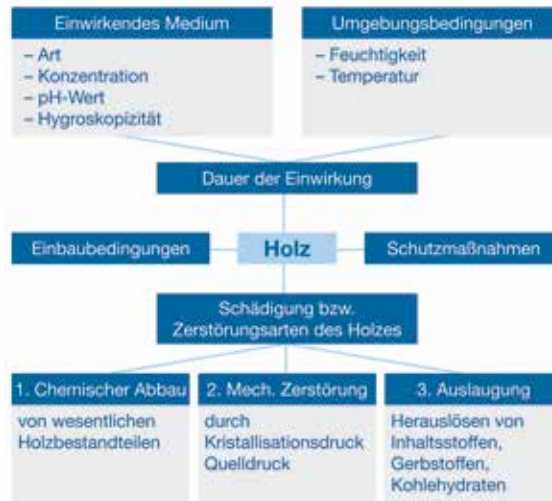 Einwirkendes Medium
– Art
– Konzentration
– pH-Wert
– Hygroskopizität
Umgebungsbedingungen
– Feuchtigkeit
– Temperatur
Dauer der Einwirkung
Einbaubedingungen
Holz
Schutzmaßnahmen
Schädigung bzw.
Zerstörungsarten des Holzes
1. Chemischer Abbau
von wesentlichen
Holzbestandteilen
2. Mech. Zerstörung
durch
Kristallisationsdruck
Quelldruck
3. Auslaugung
Herauslösen von
Inhaltsstoffen,
Gerbstoffen,
Kohlehydraten